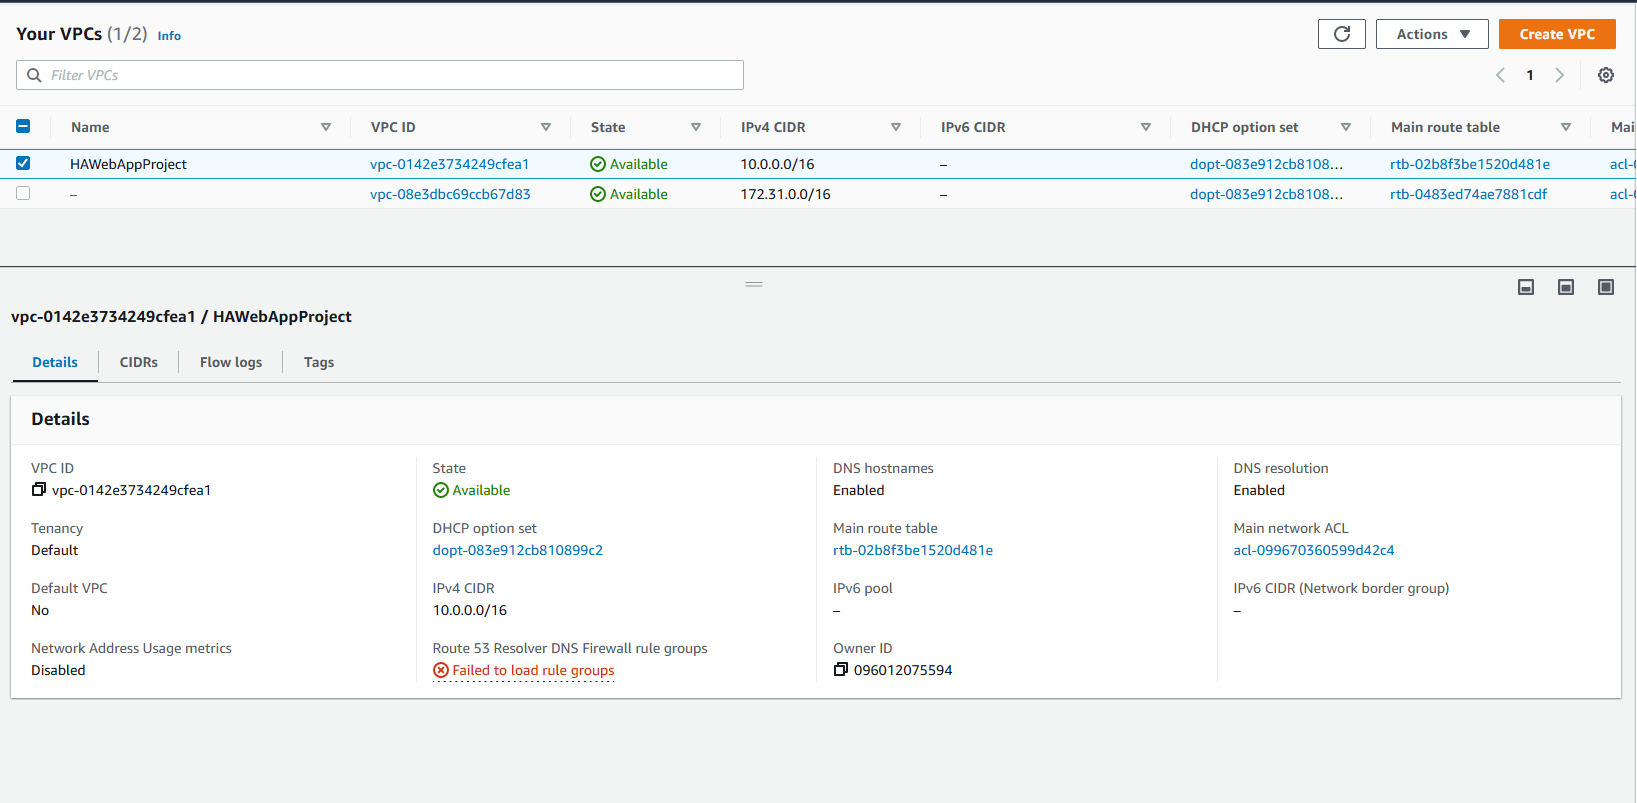 Your VPCs (1/2) Info
Actions Create VPC
Filter VPCs
1
Name VPC ID State IPv4 CIDR IPv6 CIDR DHCP option set Main route table Mai
HAWebAppProject vpc-0142e3734249cfea1 Available 10.0.0.0/16 – dopt-083e912cb8108... rtb-02b8f3be1520d481e acl-0
– vpc-08e3dbc69ccb67d83 Available 172.31.0.0/16 – dopt-083e912cb8108... rtb-0483ed74ae7881cdf acl-0
vpc-0142e3734249cfea1 / HAWebAppProject
Details CIDRs Flow logs Tags
Details
VPC ID State DNS hostnames DNS resolution
vpc-0142e3734249cfea1 Available Enabled Enabled
Tenancy DHCP option set Main route table Main network ACL
Default dopt-083e912cb810899c2 rtb-02b8f3be1520d481e acl-099670360599d42c4
Default VPC IPv4 CIDR IPv6 pool IPv6 CIDR (Network border group)
No 10.0.0.0/16 – –
Network Address Usage metrics Route 53 Resolver DNS Firewall rule groups Owner ID
Disabled Failed to load rule groups 096012075594